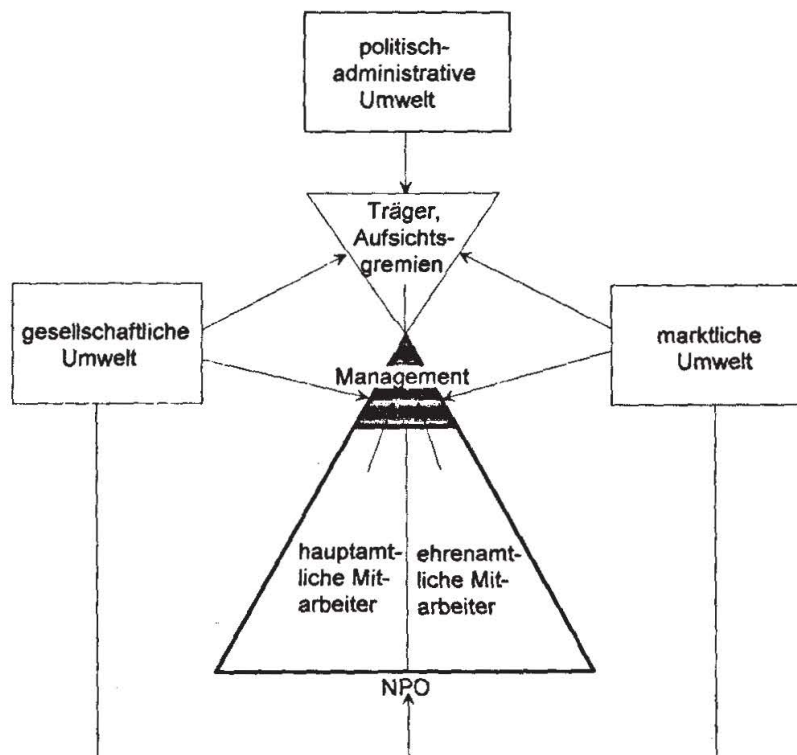 politisch-
administrative
Umwelt
Träger,
Aufsichts-
gremien
gesellschaftliche
Umwelt
marktliche
Umwelt
Management
hauptamt-
liche Mit-
arbeiter
ehrenamt-
liche Mit-
arbeiter
NPO